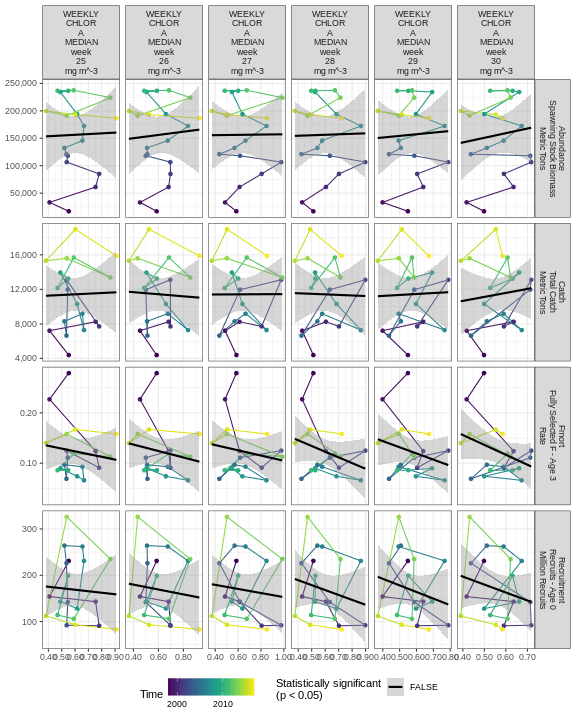 WEEKLY CHLOR A MEDIAN week 25 mg m^-3
WEEKLY CHLOR A MEDIAN week 26 mg m^-3
WEEKLY CHLOR A MEDIAN week 27 mg m^-3
WEEKLY CHLOR A MEDIAN week 28 mg m^-3
WEEKLY CHLOR A MEDIAN week 29 mg m^-3
WEEKLY CHLOR A MEDIAN week 30 mg m^-3
250,000
200,000
150,000
100,000
50,000
Abundance
Spawning Stock Biomass
Metric Tons
16,000
12,000
8,000
4,000
Catch
Total Catch
Metric Tons
0.20
0.10
Fmort
Fully Selected F - Age 3
Rate
300
200
100
Recruitment
Recruits - Age 0
Million Recruits
0.40 0.50 0.60 0.70 0.80 0.90
0.40 0.60 0.80
0.40 0.60 0.80 1.00
0.40 0.50 0.60 0.70 0.80 0.90
0.40 0.50 0.60 0.70 0.80
0.40 0.50 0.60 0.70
Time
2000 2010
Statistically significant
(p < 0.05)
FALSE